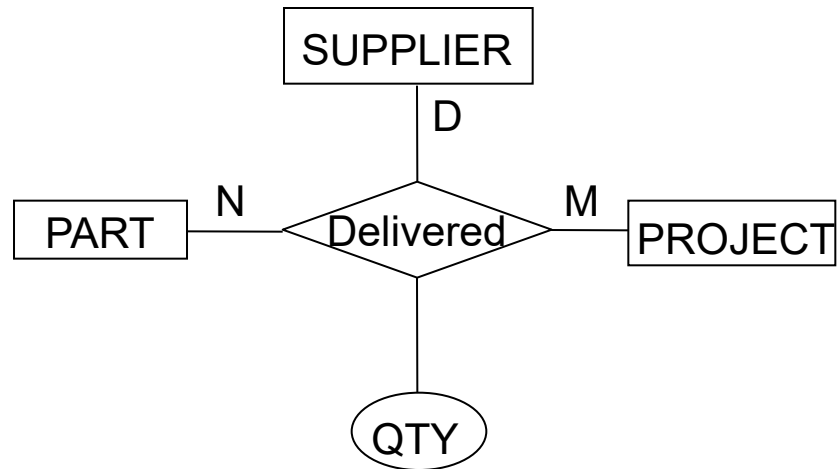 SUPPLIER
D
N
M
PART
Delivered
PROJECT
QTY